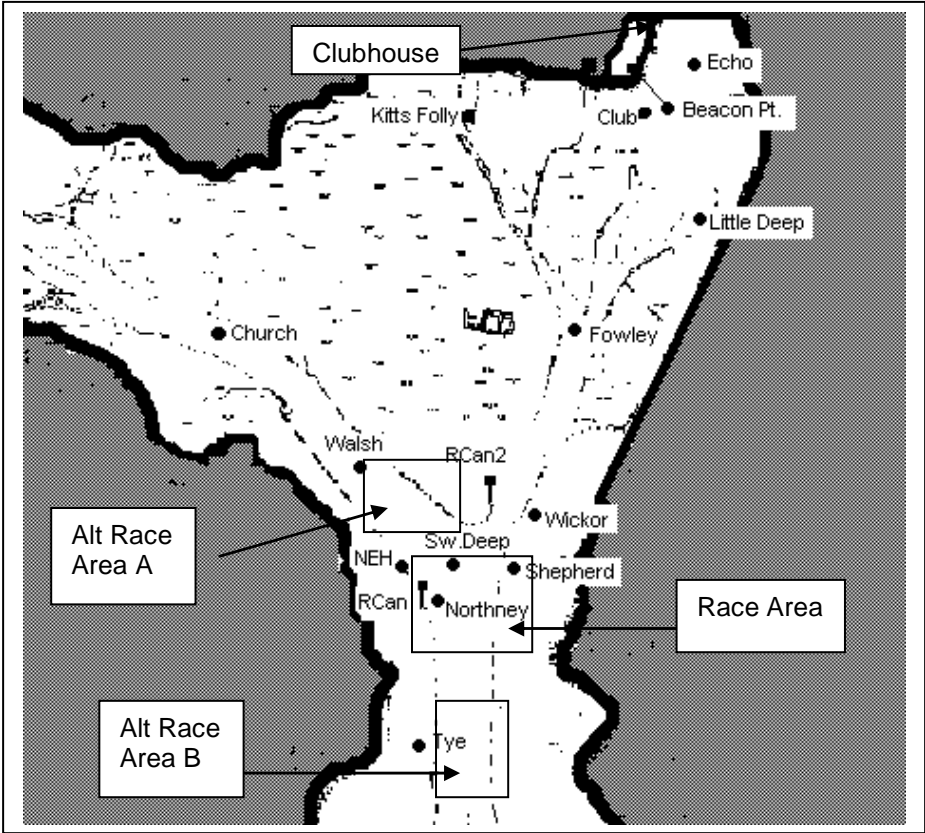 Clubhouse
Echo
Kitts Folly
Club
Beacon Pt.
Little Deep
Church
Fowley
Walsh
RCan2
Wickor
Alt Race
Area A
Sw.Deep
NEH
Shepherd
RCan
Northney
Race Area
Alt Race
Area B
Tye